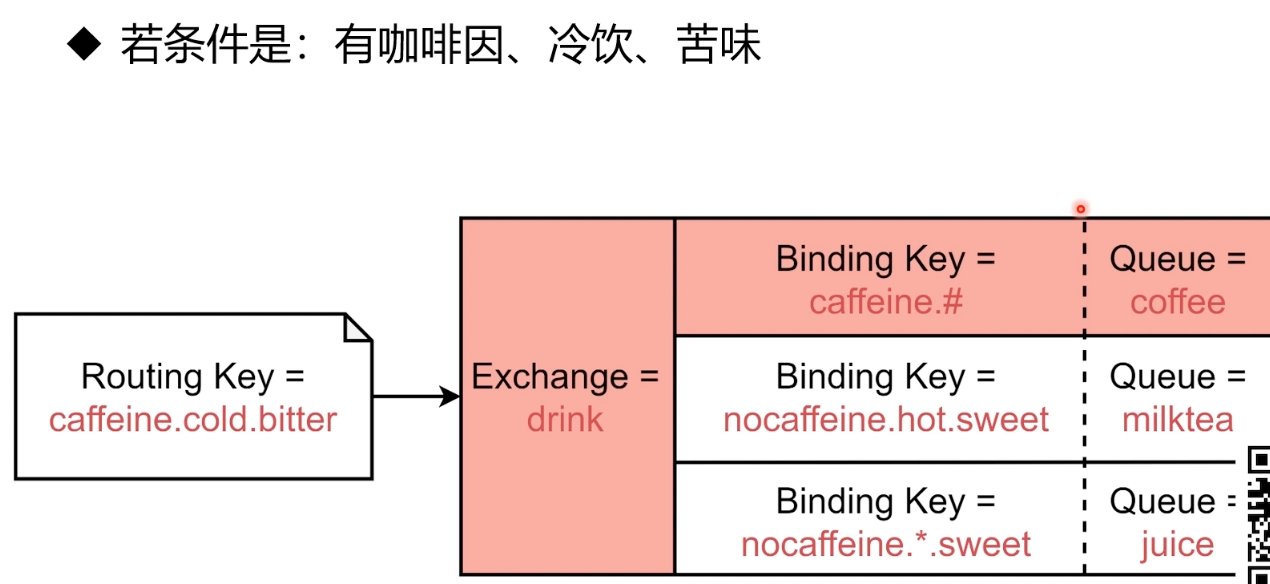 ◆ 若条件是：有咖啡因、冷饮、苦味
Routing Key =
caffeine.cold.bitter
Exchange =
drink
Binding Key =
caffeine.#
Queue =
coffee
Binding Key =
nocaffeine.hot.sweet
Queue =
milktea
Binding Key =
nocaffeine.*.sweet
Queue =
juice